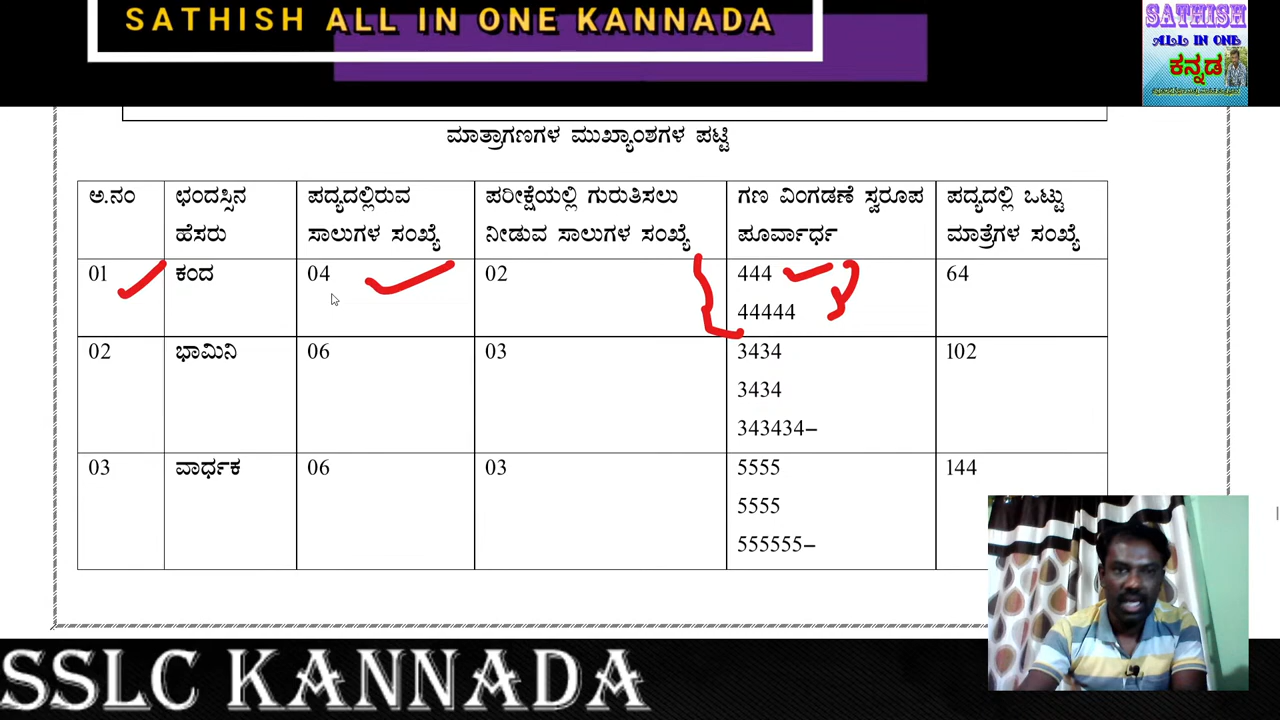 SATHISH ALL IN ONE KANNADA
SATHISH
ALL IN ONE
ಕನ್ನಡ
ಮಾತ್ರಾಗಣಗಳ ಮುಖ್ಯಾಂಶಗಳ ಪಟ್ಟಿ
ಅ.ನಂ ಛಂದಸ್ಸಿನ ಪದ್ಯದಲ್ಲಿರುವ ಪರೀಕ್ಷೆಯಲ್ಲಿ ಗುರುತಿಸಲು ಗಣ ವಿಂಗಡಣೆ ಸ್ವರೂಪ ಪದ್ಯದಲ್ಲಿ ಒಟ್ಟು
ಹೆಸರು ಸಾಲುಗಳ ಸಂಖ್ಯೆ ನೀಡುವ ಸಾಲುಗಳ ಸಂಖ್ಯೆ ಪೂರ್ವಾರ್ಧ ಮಾತ್ರೆಗಳ ಸಂಖ್ಯೆ
01 ಕಂದ 04 02 444 64
44444
02 ಭಾಮಿನಿ 06 03 3434 102
3434
343434–
03 ವಾರ್ಧಕ 06 03 5555 144
5555
555555–
SSLC KANNADA